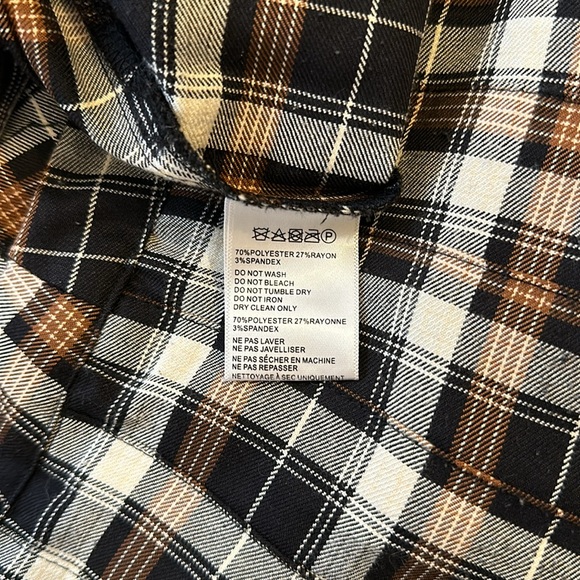 P
70%POLYESTER 27%RAYON
3%SPANDEX
DO NOT WASH
DO NOT BLEACH
DO NOT TUMBLE DRY
DO NOT IRON
DRY CLEAN ONLY
70%POLYESTER 27%RAYONNE
3%SPANDEX
NE PAS LAVER
NE PAS JAVELLISER
NE PAS SÉCHER EN MACHINE
NE PAS REPASSER
NETTOYAGE À SEC UNIQUEMENT